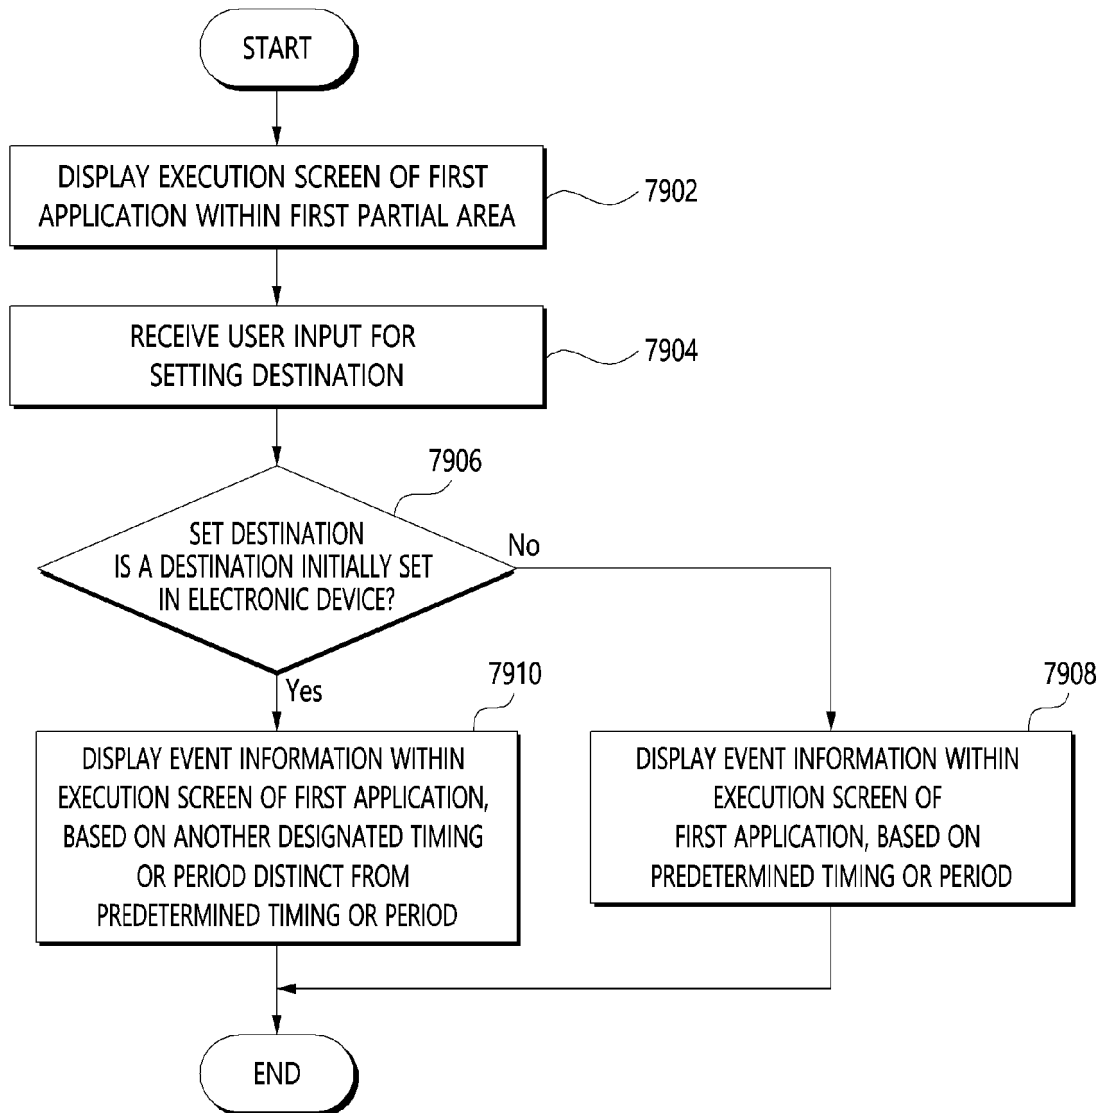 START
DISPLAY EXECUTION SCREEN OF FIRST
APPLICATION WITHIN FIRST PARTIAL AREA
7902
RECEIVE USER INPUT FOR
SETTING DESTINATION
7904
7906
SET DESTINATION
IS A DESTINATION INITIALLY SET
IN ELECTRONIC DEVICE?
No
Yes
7910
DISPLAY EVENT INFORMATION WITHIN
EXECUTION SCREEN OF FIRST APPLICATION,
BASED ON ANOTHER DESIGNATED TIMING
OR PERIOD DISTINCT FROM
PREDETERMINED TIMING OR PERIOD
7908
DISPLAY EVENT INFORMATION WITHIN
EXECUTION SCREEN OF
FIRST APPLICATION, BASED ON
PREDETERMINED TIMING OR PERIOD
END